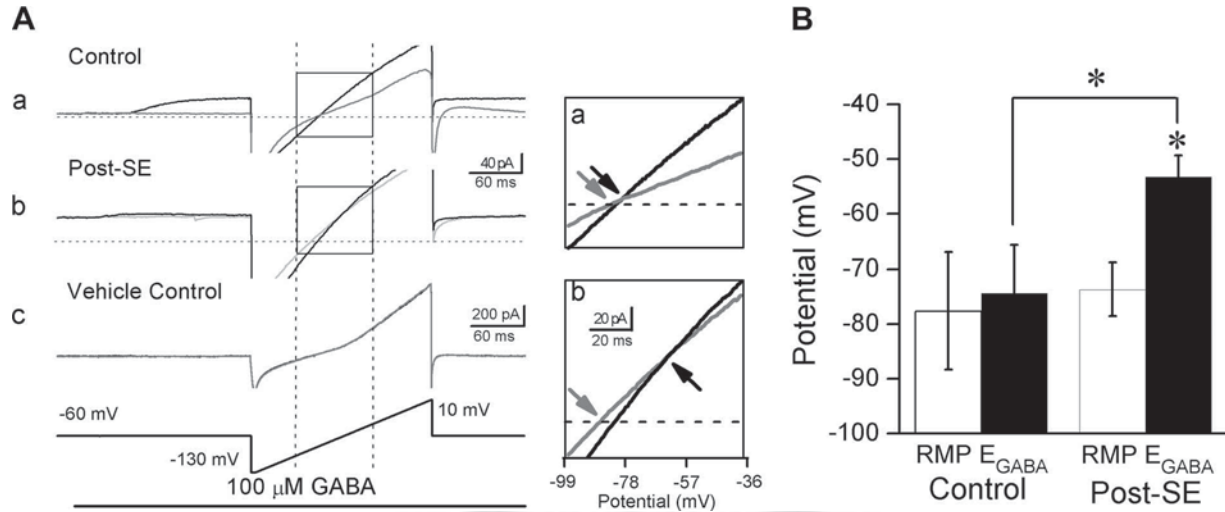 A
Control
a
40 pA
60 ms
Post-SE
b
Vehicle Control
c
200 pA
60 ms
-60 mV
10 mV
-130 mV
100 μM GABA
a
b
20 pA
20 ms
-99 -78 -57 -36
Potential (mV)
B
*
*
-40
-50
-60
-70
-80
-90
-100
Potential (mV)
RMP EGABA RMP EGABA
Control Post-SE